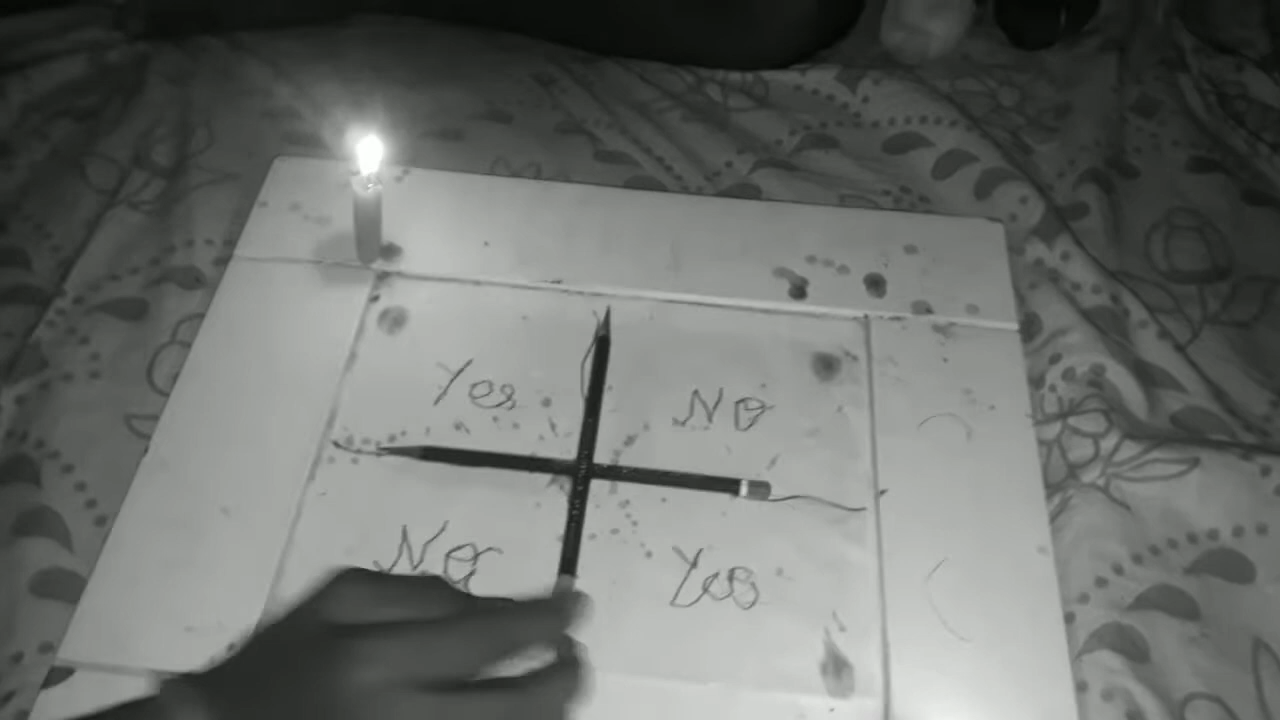 Yes No
No Yes